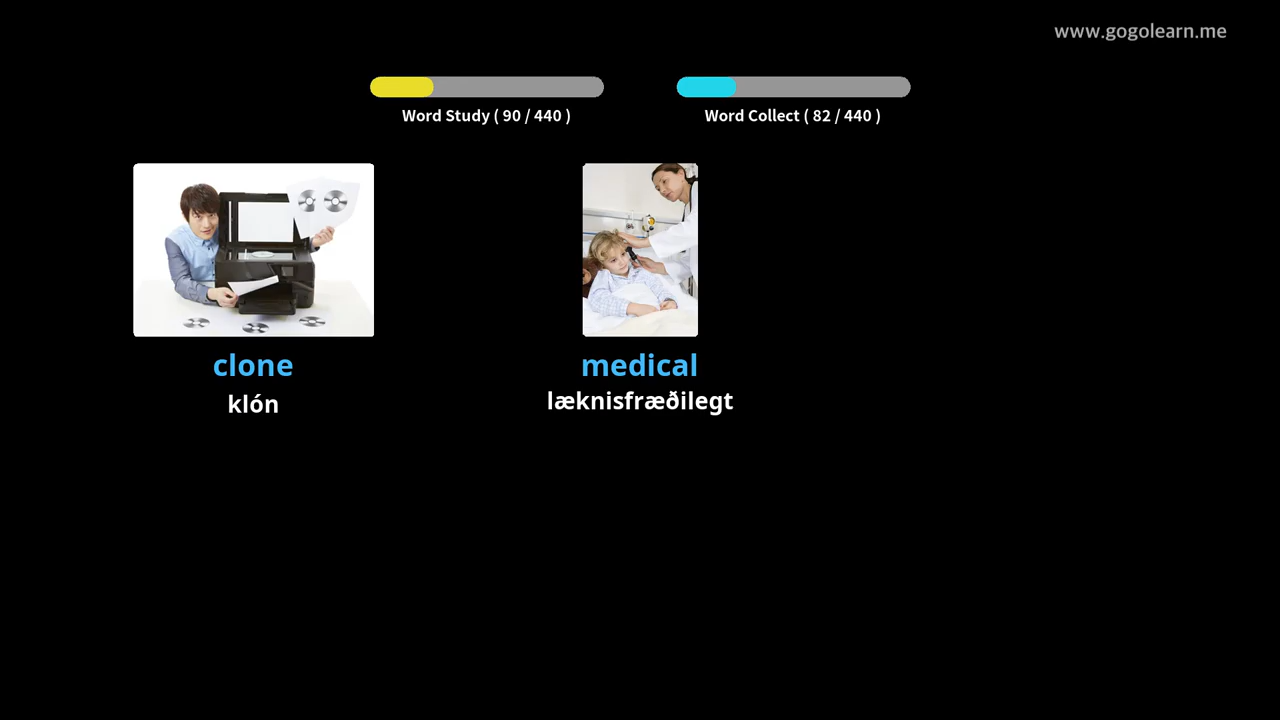 www.gogolearn.me
Word Study ( 90 / 440 )
Word Collect ( 82 / 440 )
clone
klón
medical
læknisfræðilegt